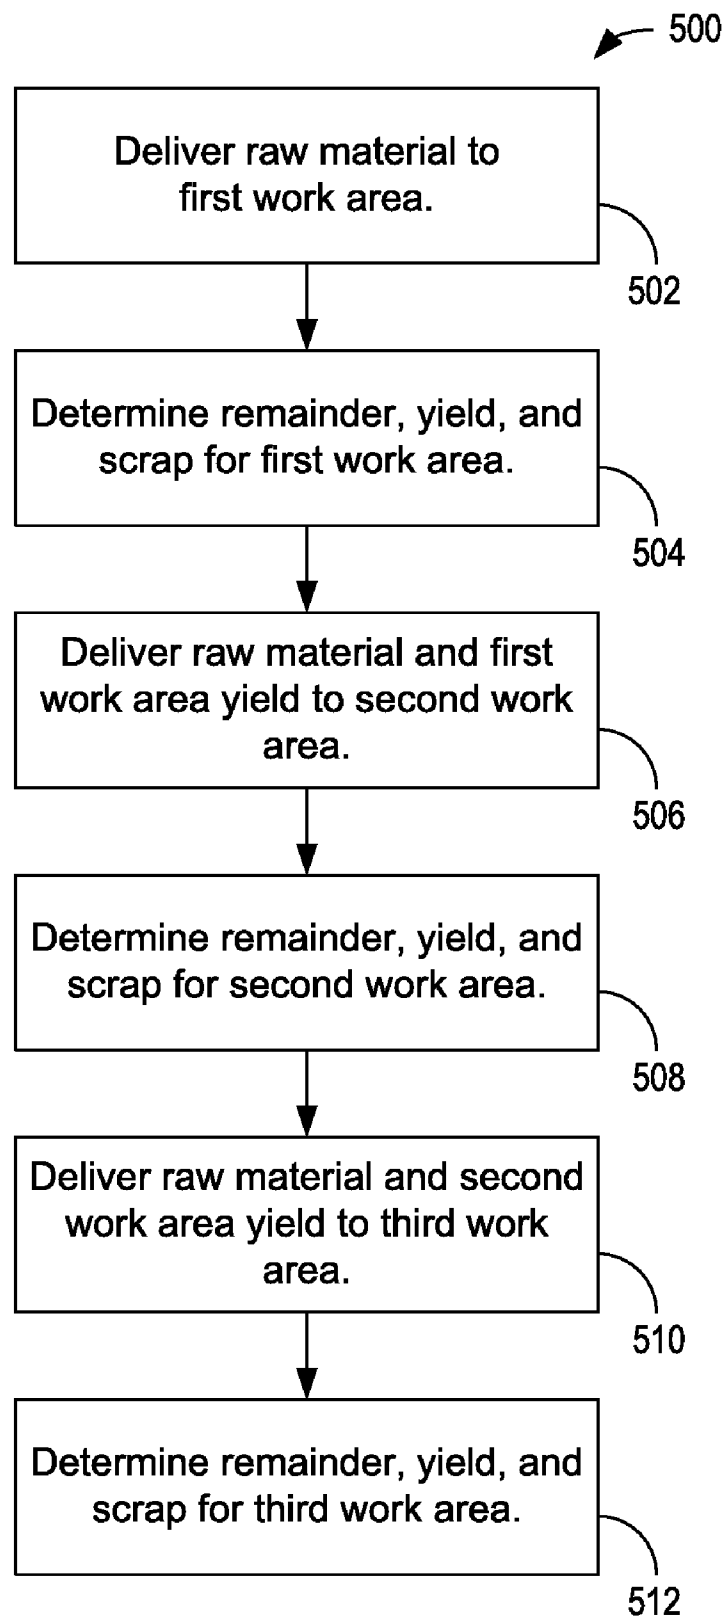 500
Deliver raw material to
first work area.
502
Determine remainder, yield, and
scrap for first work area.
504
Deliver raw material and first
work area yield to second work
area.
506
Determine remainder, yield, and
scrap for second work area.
508
Deliver raw material and second
work area yield to third work
area.
510
Determine remainder, yield, and
scrap for third work area.
512